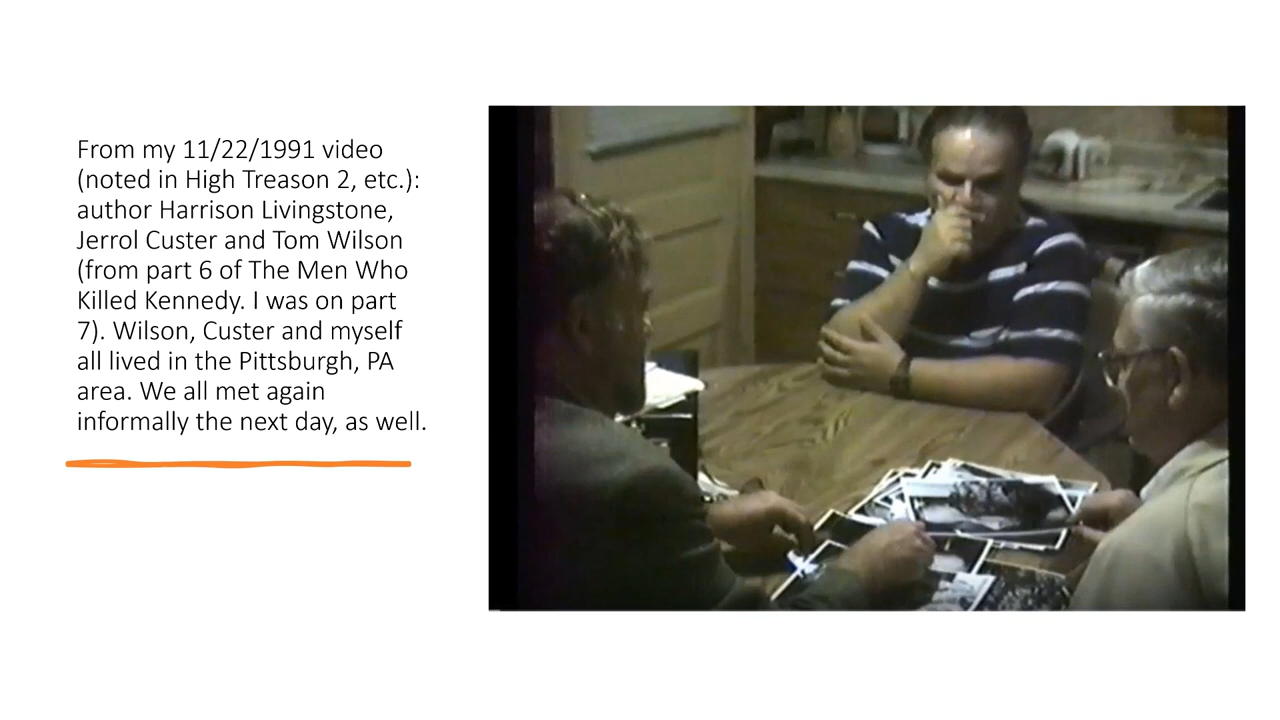 From my 11/22/1991 video
(noted in High Treason 2, etc.):
author Harrison Livingstone,
Jerrol Custer and Tom Wilson
(from part 6 of The Men Who
Killed Kennedy. I was on part
7). Wilson, Custer and myself
all lived in the Pittsburgh, PA
area. We all met again
informally the next day, as well.